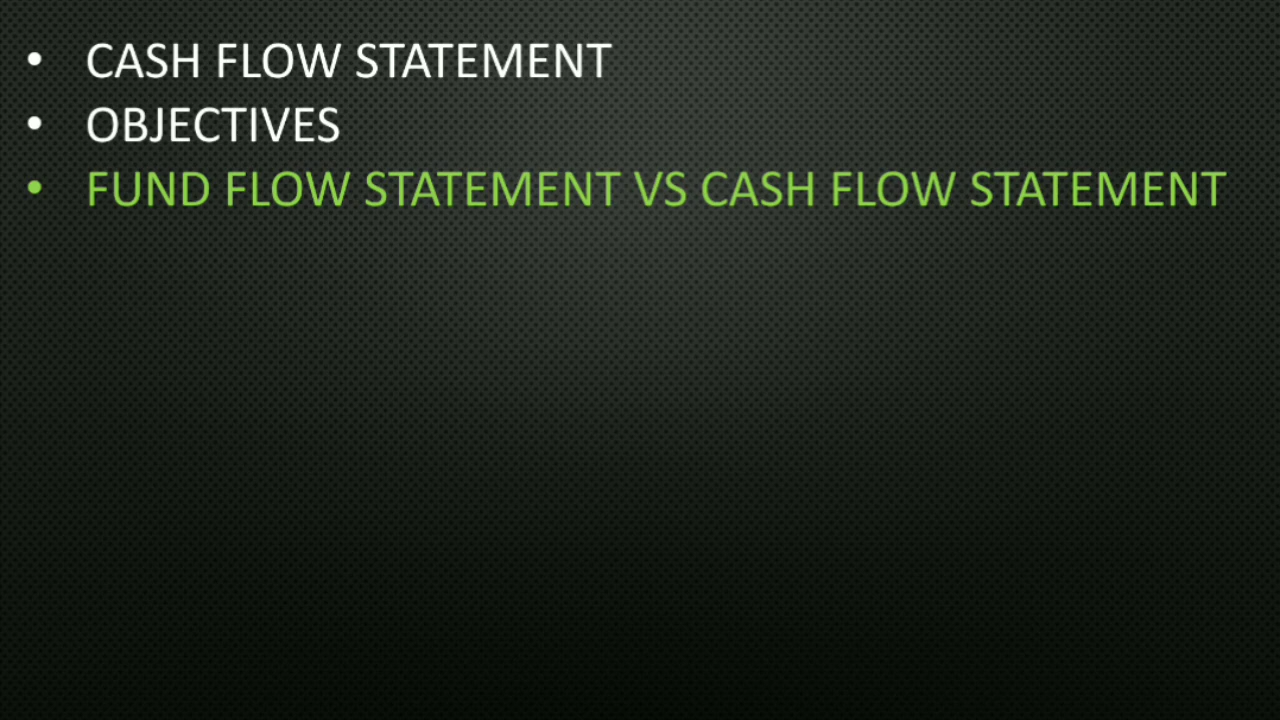 • CASH FLOW STATEMENT
• OBJECTIVES
• FUND FLOW STATEMENT VS CASH FLOW STATEMENT